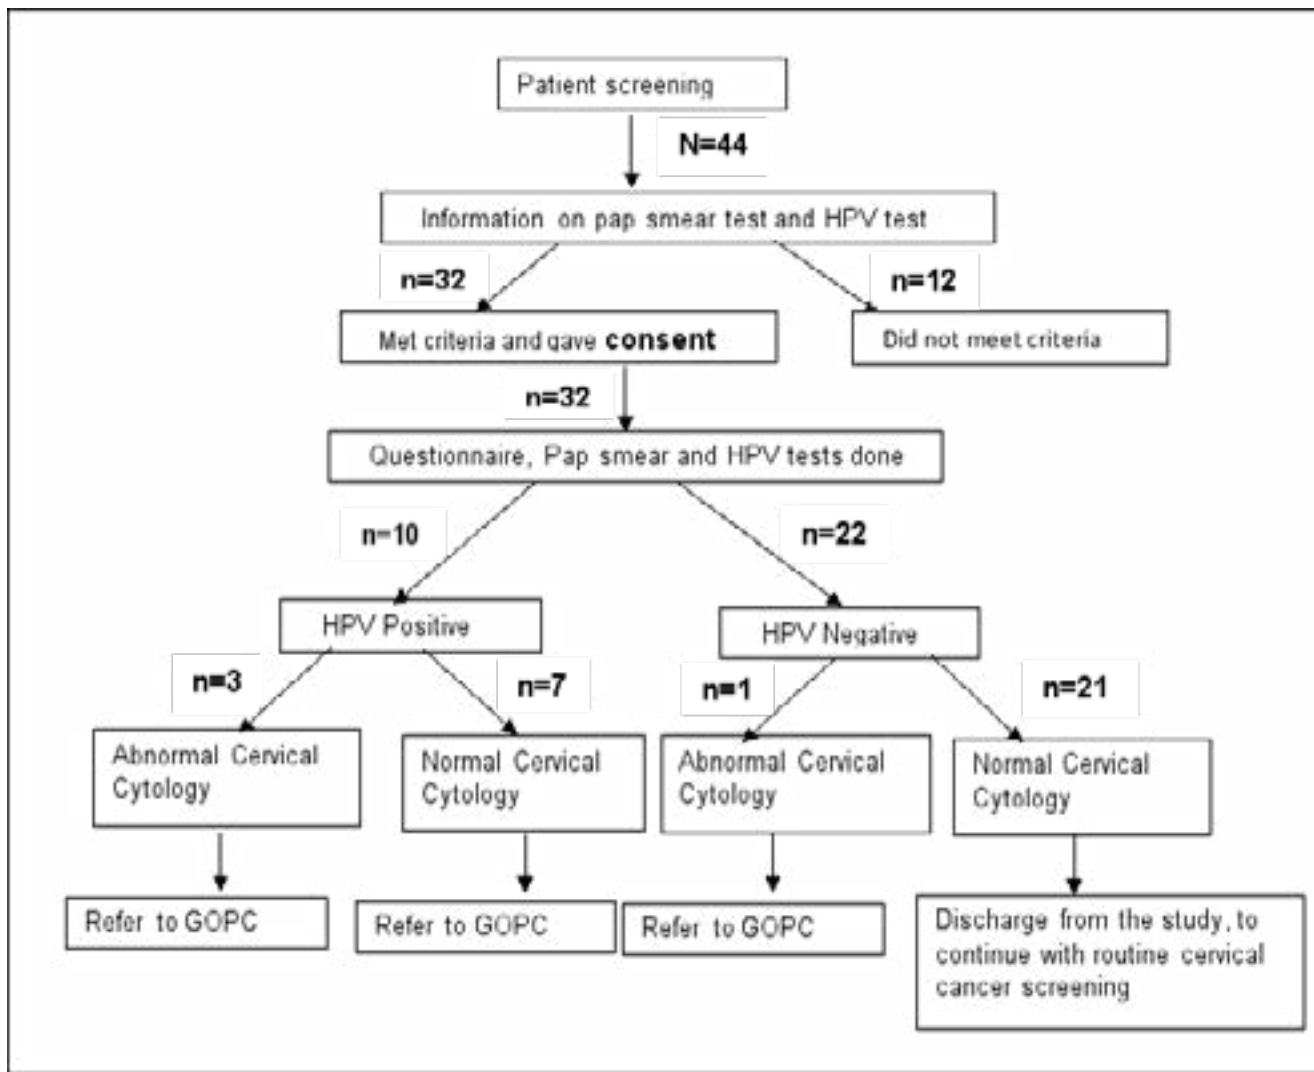 Patient screening
N=44
Information on pap smear test and HPV test
n=32
n=12
Met criteria and gave consent
Did not meet criteria
n=32
Questionnaire, Pap smear and HPV tests done
n=10
n=22
HPV Positive
HPV Negative
n=3
n=7
n=1
n=21
Abnormal Cervical
Cytology
Normal Cervical
Cytology
Abnormal Cervical
Cytology
Normal Cervical
Cytology
Refer to GOPC
Refer to GOPC
Refer to GOPC
Discharge from the study, to
continue with routine cervical
cancer screening